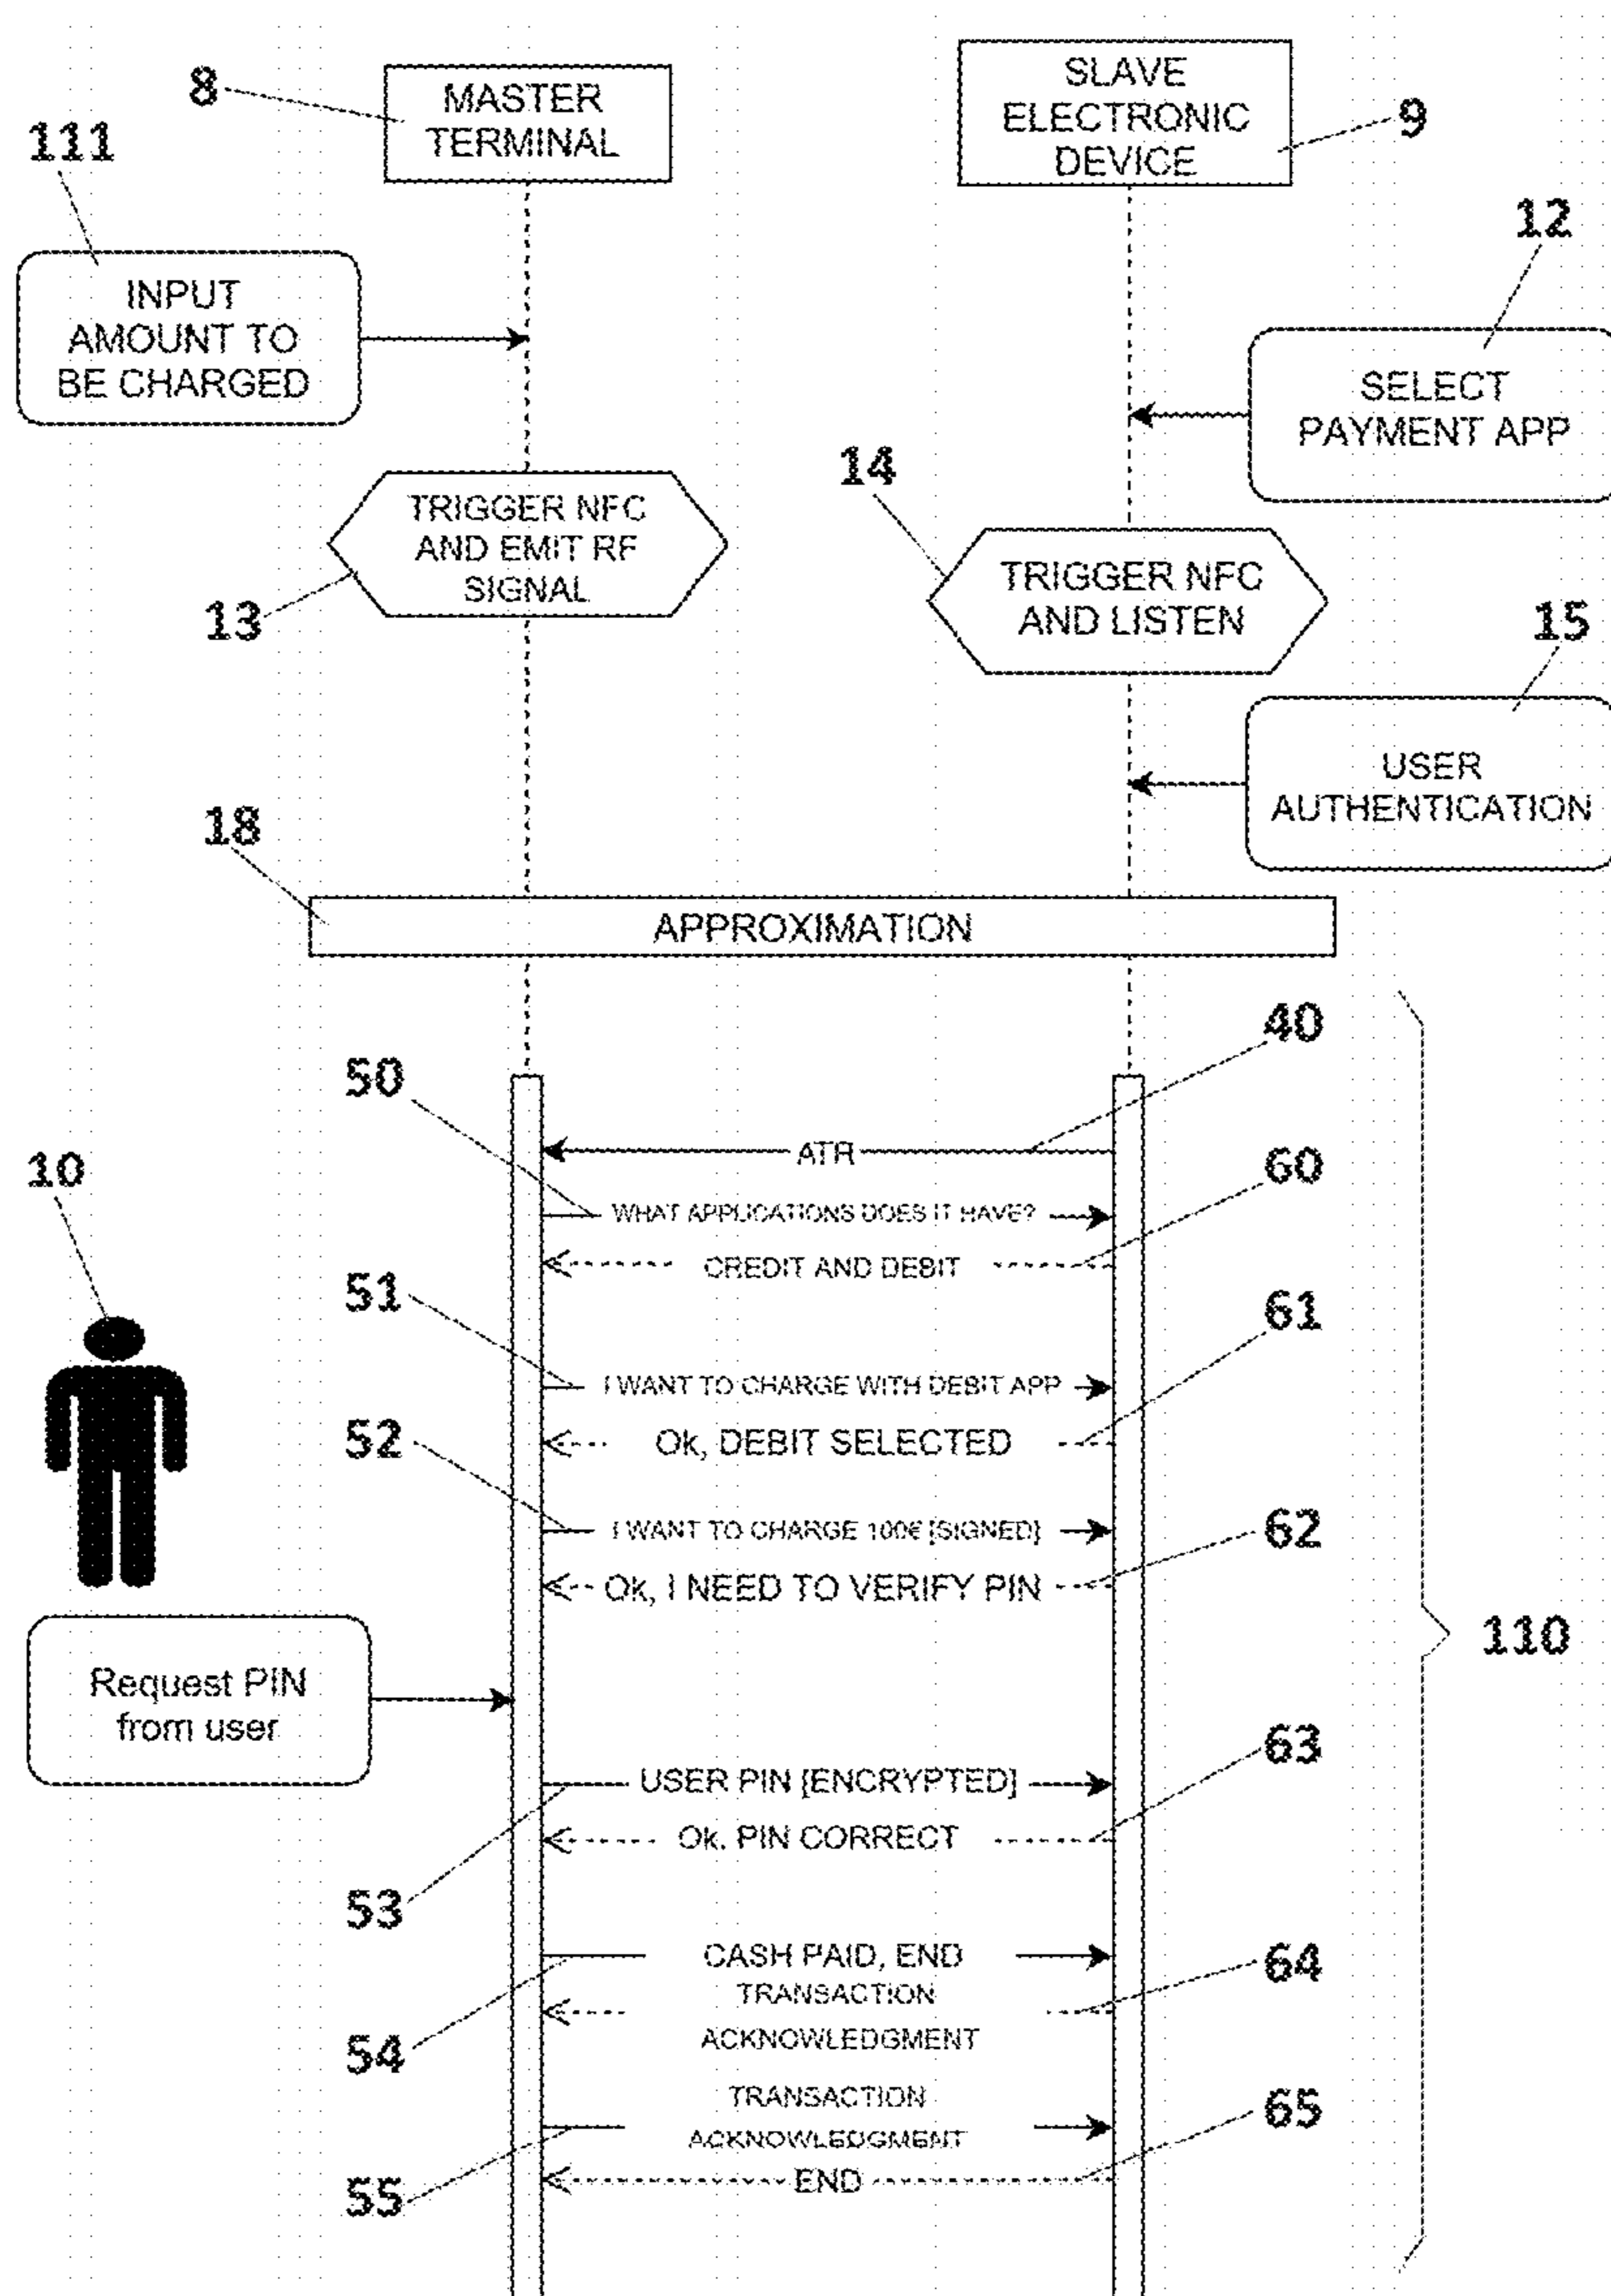 8
MASTER
TERMINAL
SLAVE
ELECTRONIC
DEVICE
9
111
INPUT
AMOUNT TO
BE CHARGED
12
SELECT
PAYMENT APP
13
TRIGGER NFC
AND EMIT RF
SIGNAL
14
TRIGGER NFC
AND LISTEN
15
USER
AUTHENTICATION
18
APPROXIMATION
40
50
ATR
10
60
WHAT APPLICATIONS DOES IT HAVE?
CREDIT AND DEBIT
51
61
I WANT TO CHARGE WITH DEBIT APP
52
Ok, DEBIT SELECTED
I WANT TO CHARGE 100€ [SIGNED]
62
Ok, I NEED TO VERIFY PIN
110
Request PIN
from user
63
USER PIN [ENCRYPTED]
Ok. PIN CORRECT
53
CASH PAID, END
64
TRANSACTION
ACKNOWLEDGMENT
54
TRANSACTION
ACKNOWLEDGMENT
65
END
55